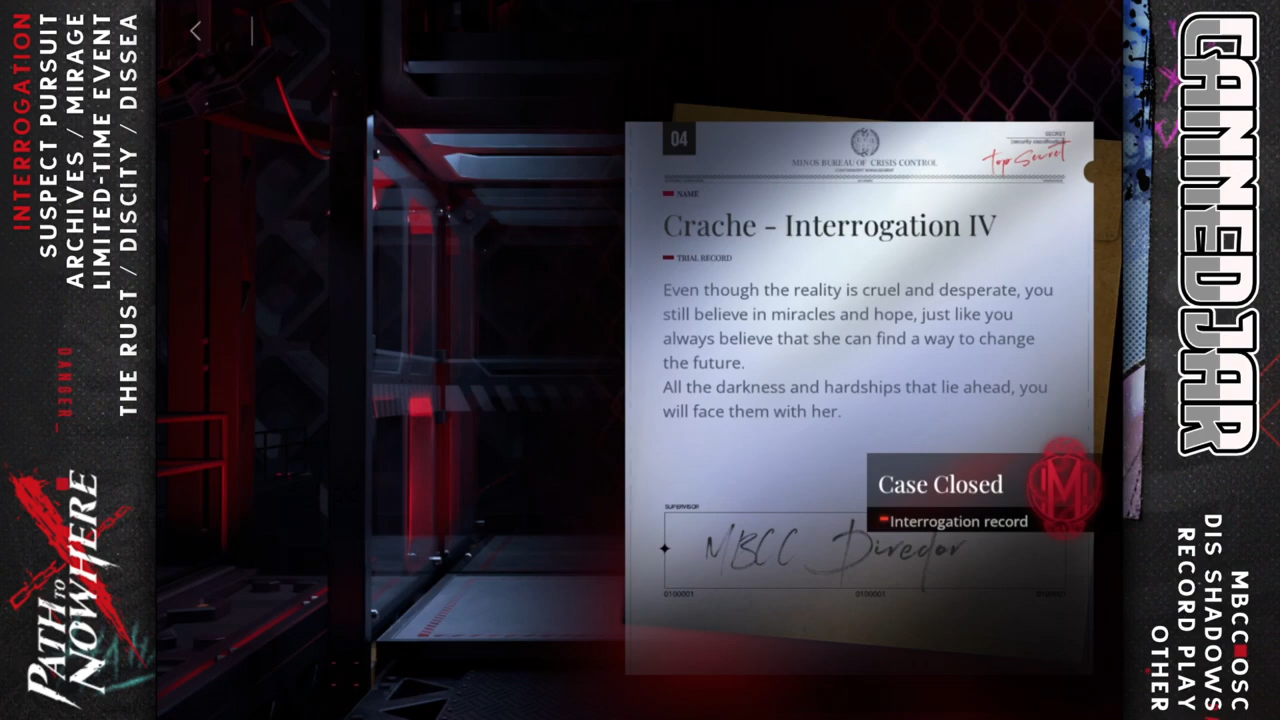 INTERROGATION
SUSPECT PURSUIT
ARCHIVES / MIRAGE
LIMITED-TIME EVENT
THE RUST / DISCITY / DISSEA
DANGER
PATH TO NOWHERE
04
MINOS BUREAU OF CRISIS CONTROL
CONTAINMENT MANAGEMENT
SECRET
Top Secret
NAME
Crache - Interrogation IV
TRIAL RECORD
Even though the reality is cruel and desperate, you
still believe in miracles and hope, just like you
always believe that she can find a way to change
the future.
All the darkness and hardships that lie ahead, you
will face them with her.
Case Closed
Interrogation record
SUPERVISOR
MBCC Director
0100001
0100001
CANNEDJAR
MBCC OSC
DIS SHADOWS
RECORD PLAY
OTHER